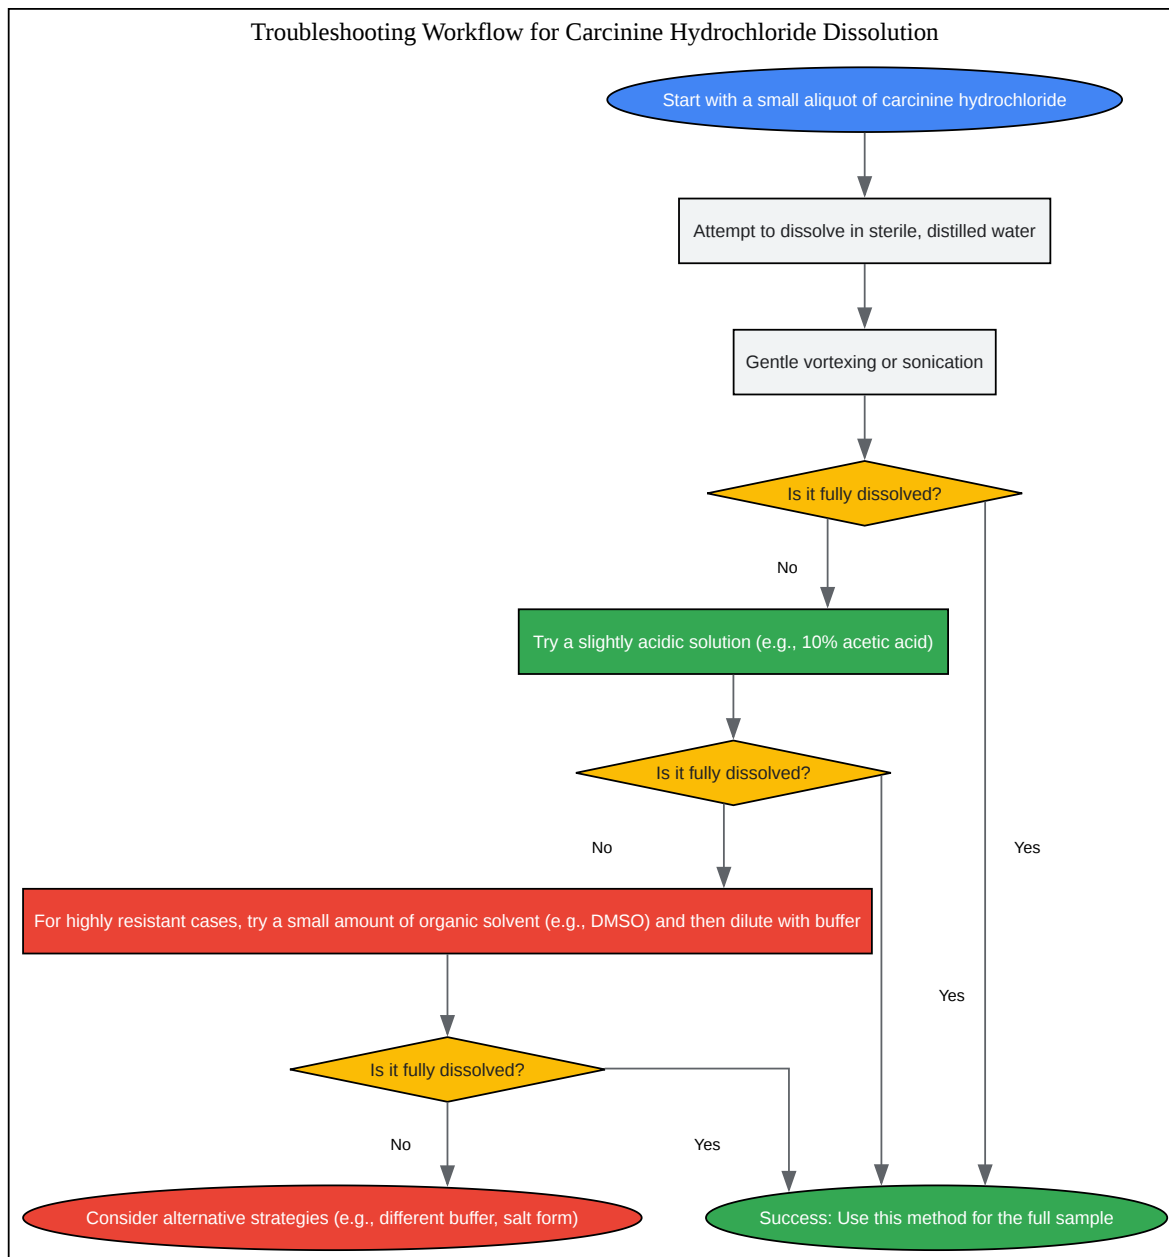 Troubleshooting Workflow for Carcinine Hydrochloride Dissolution
Start with a small aliquot of carcinine hydrochloride
Attempt to dissolve in sterile, distilled water
Gentle vortexing or sonication
Is it fully dissolved?
No
Try a slightly acidic solution (e.g., 10% acetic acid)
Is it fully dissolved?
No
Yes
For highly resistant cases, try a small amount of organic solvent (e.g., DMSO) and then dilute with buffer
Yes
Is it fully dissolved?
No
Yes
Consider alternative strategies (e.g., different buffer, salt form)
Success: Use this method for the full sample